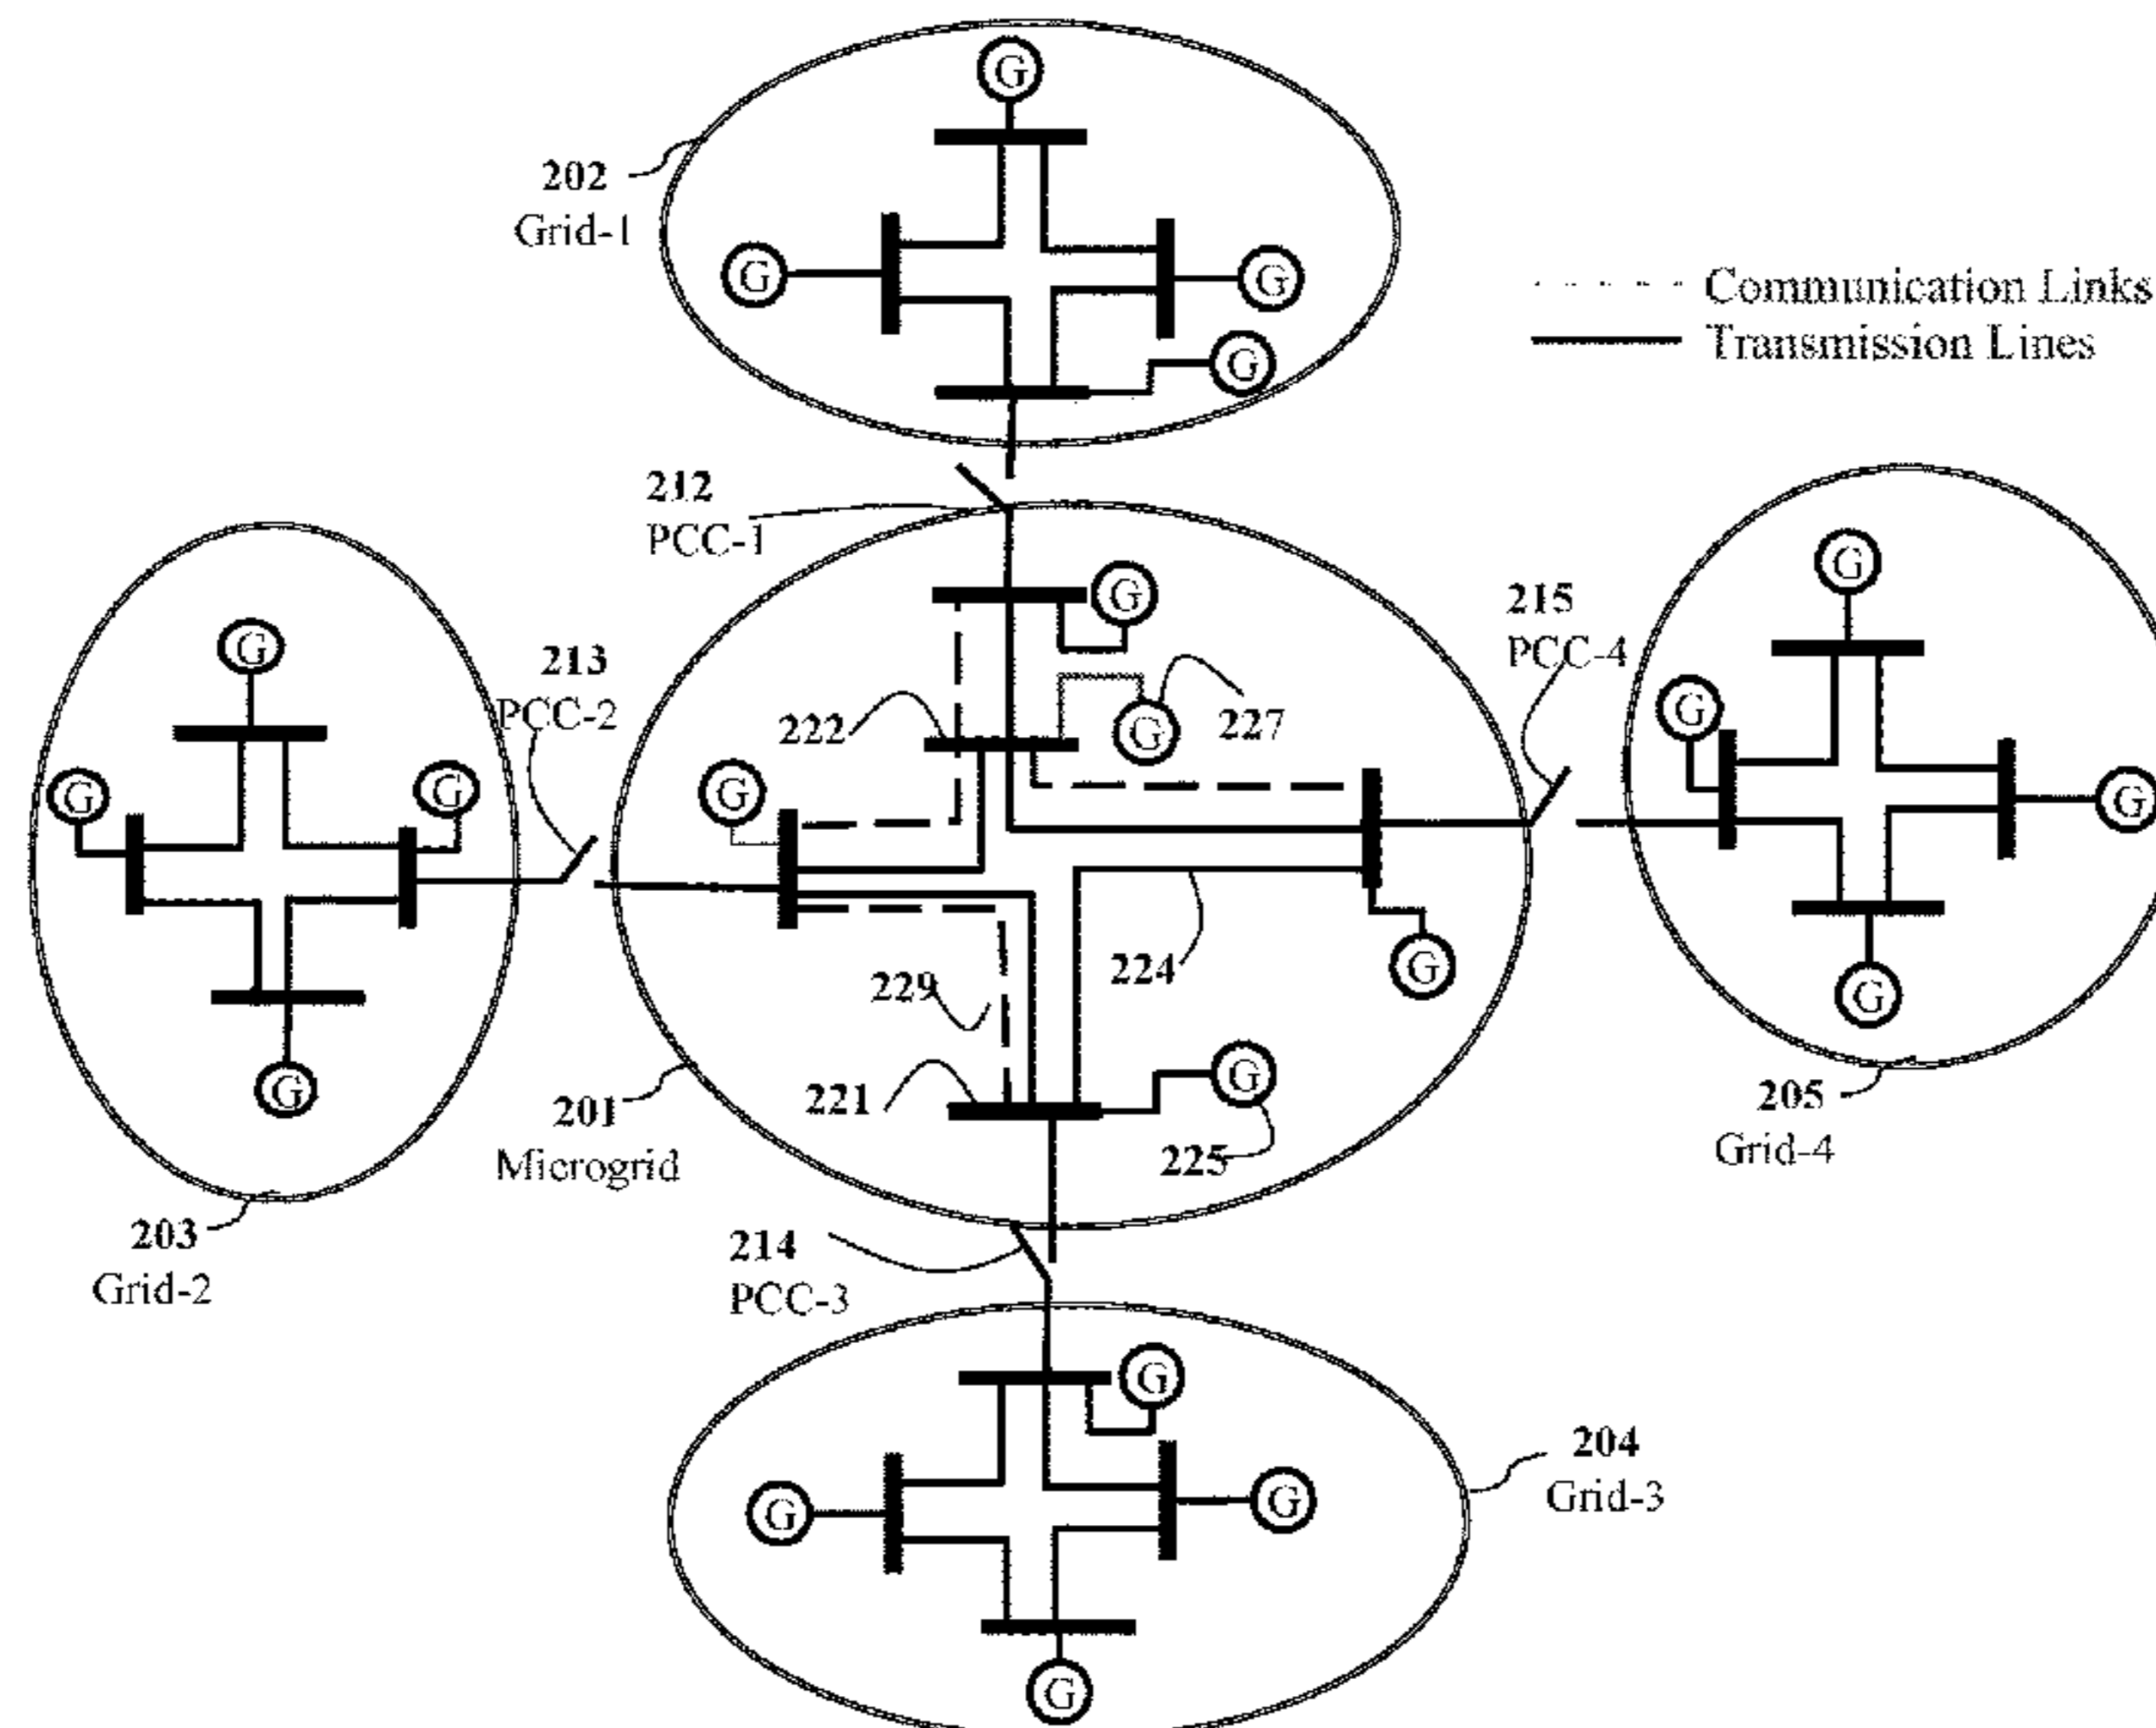 G
202
Grid-1
G
G
G
Communication Links
Transmission Lines
212
PCC-1
G
G
215
PCC-4
G
213
PCC-2
G
222
G
227
G
G
G
G
G
229
224
G
G
201
Microgrid
221
G
225
205
Grid-4
G
203
Grid-2
214
PCC-3
G
204
Grid-3
G
G
G